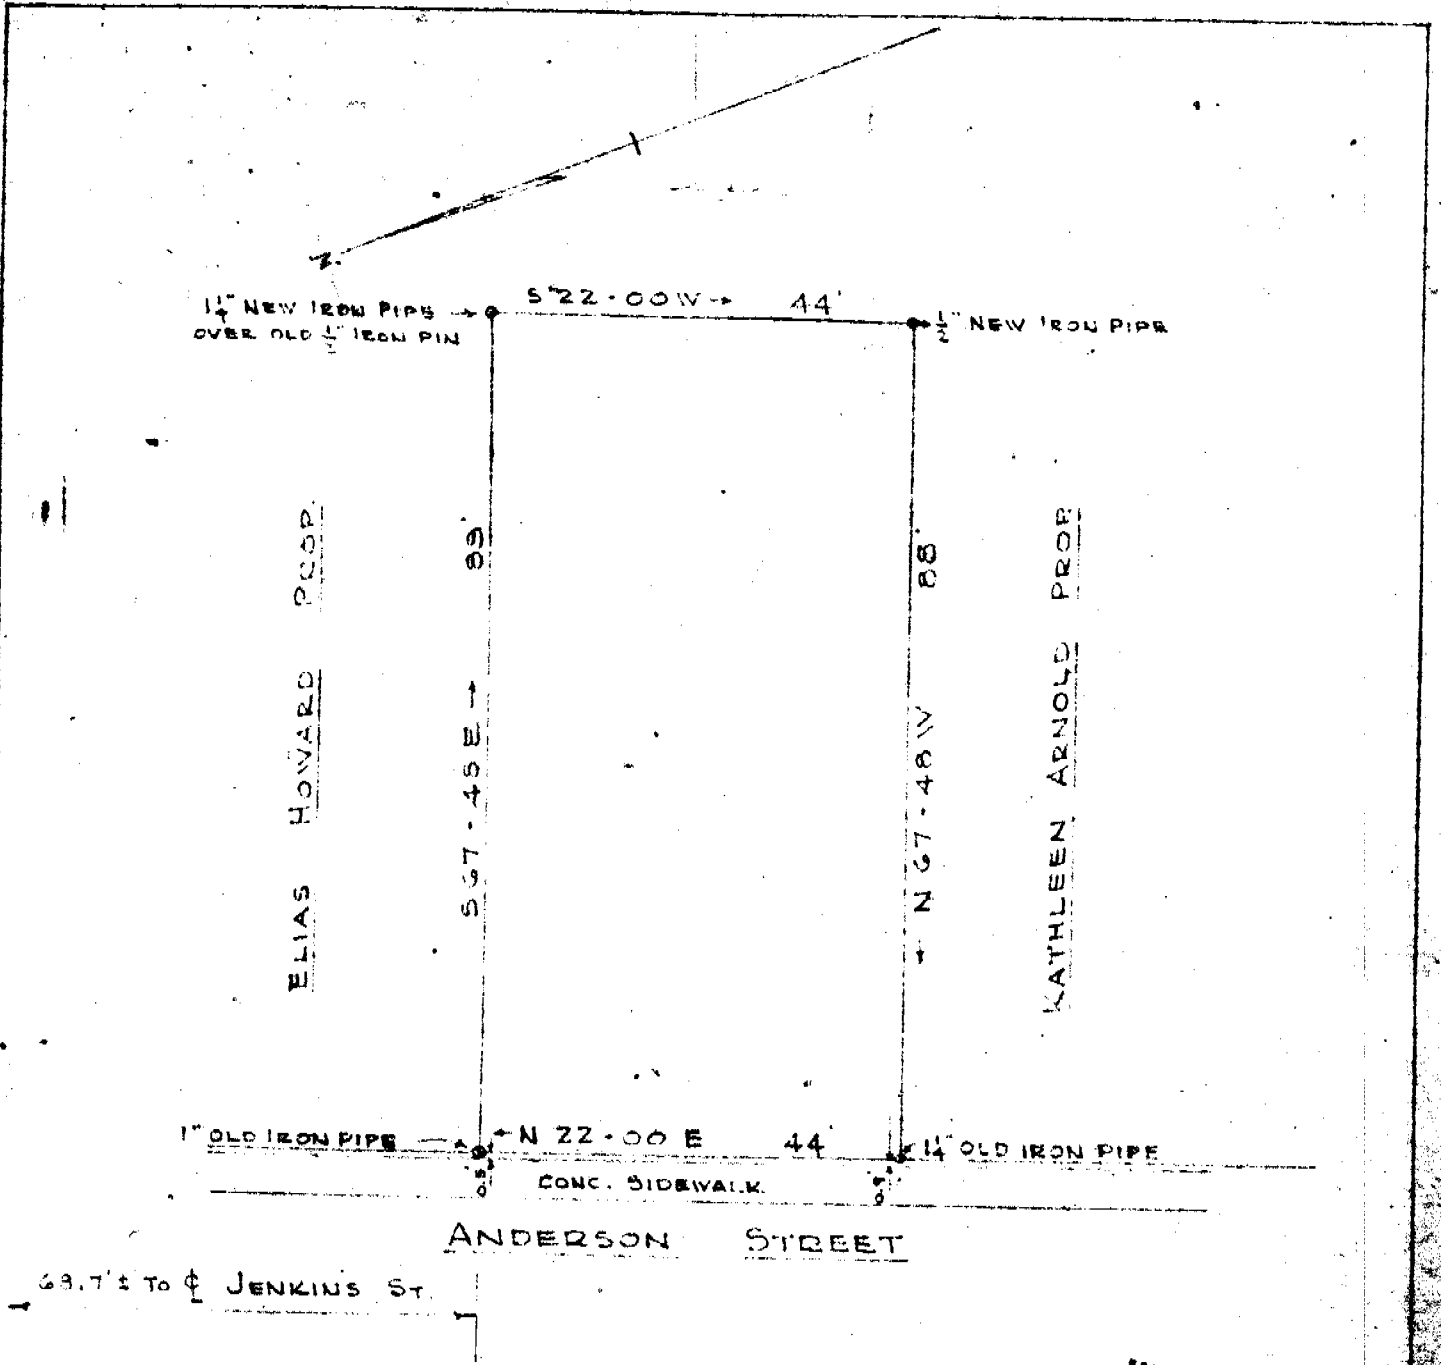 N.
S 22·00 W → 44'
1¼" NEW IRON PIPE →
OVER OLD ½" IRON PIN
½" NEW IRON PIPE
ELIAS HOWARD PROP.
S 67·48 E →
KATHLEEN ARNOLD PROP.
← N 67·48 W 88'
1" OLD IRON PIPE →
← N 22·00 E 44'
1¼" OLD IRON PIPE
CONC. SIDEWALK
ANDERSON STREET
TO ℄ JENKINS ST.